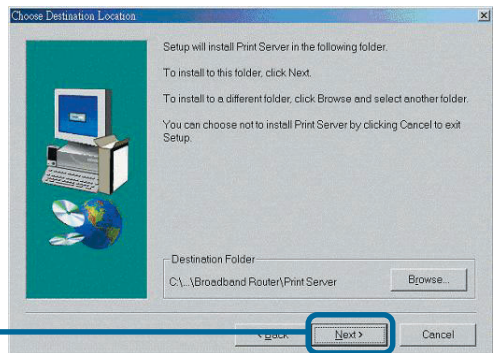 Choose Destination Location
Setup will install Print Server in the following folder.
To install to this folder, click Next.
To install to a different folder, click Browse and select another folder.
You can choose not to install Print Server by clicking Cancel to exit
Setup.
Destination Folder
C:\...\Broadband Router\Print Server
Browse...
< Back
Next >
Cancel